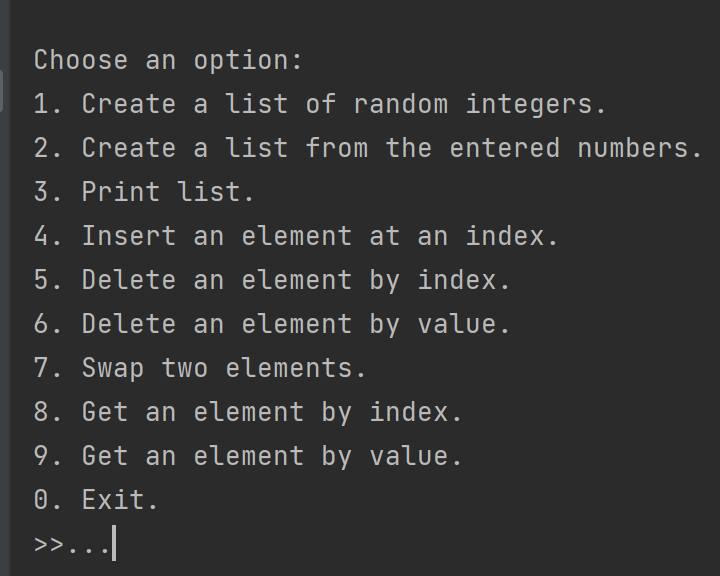 Choose an option:
1. Create a list of random integers.
2. Create a list from the entered numbers.
3. Print list.
4. Insert an element at an index.
5. Delete an element by index.
6. Delete an element by value.
7. Swap two elements.
8. Get an element by index.
9. Get an element by value.
0. Exit.
>>...